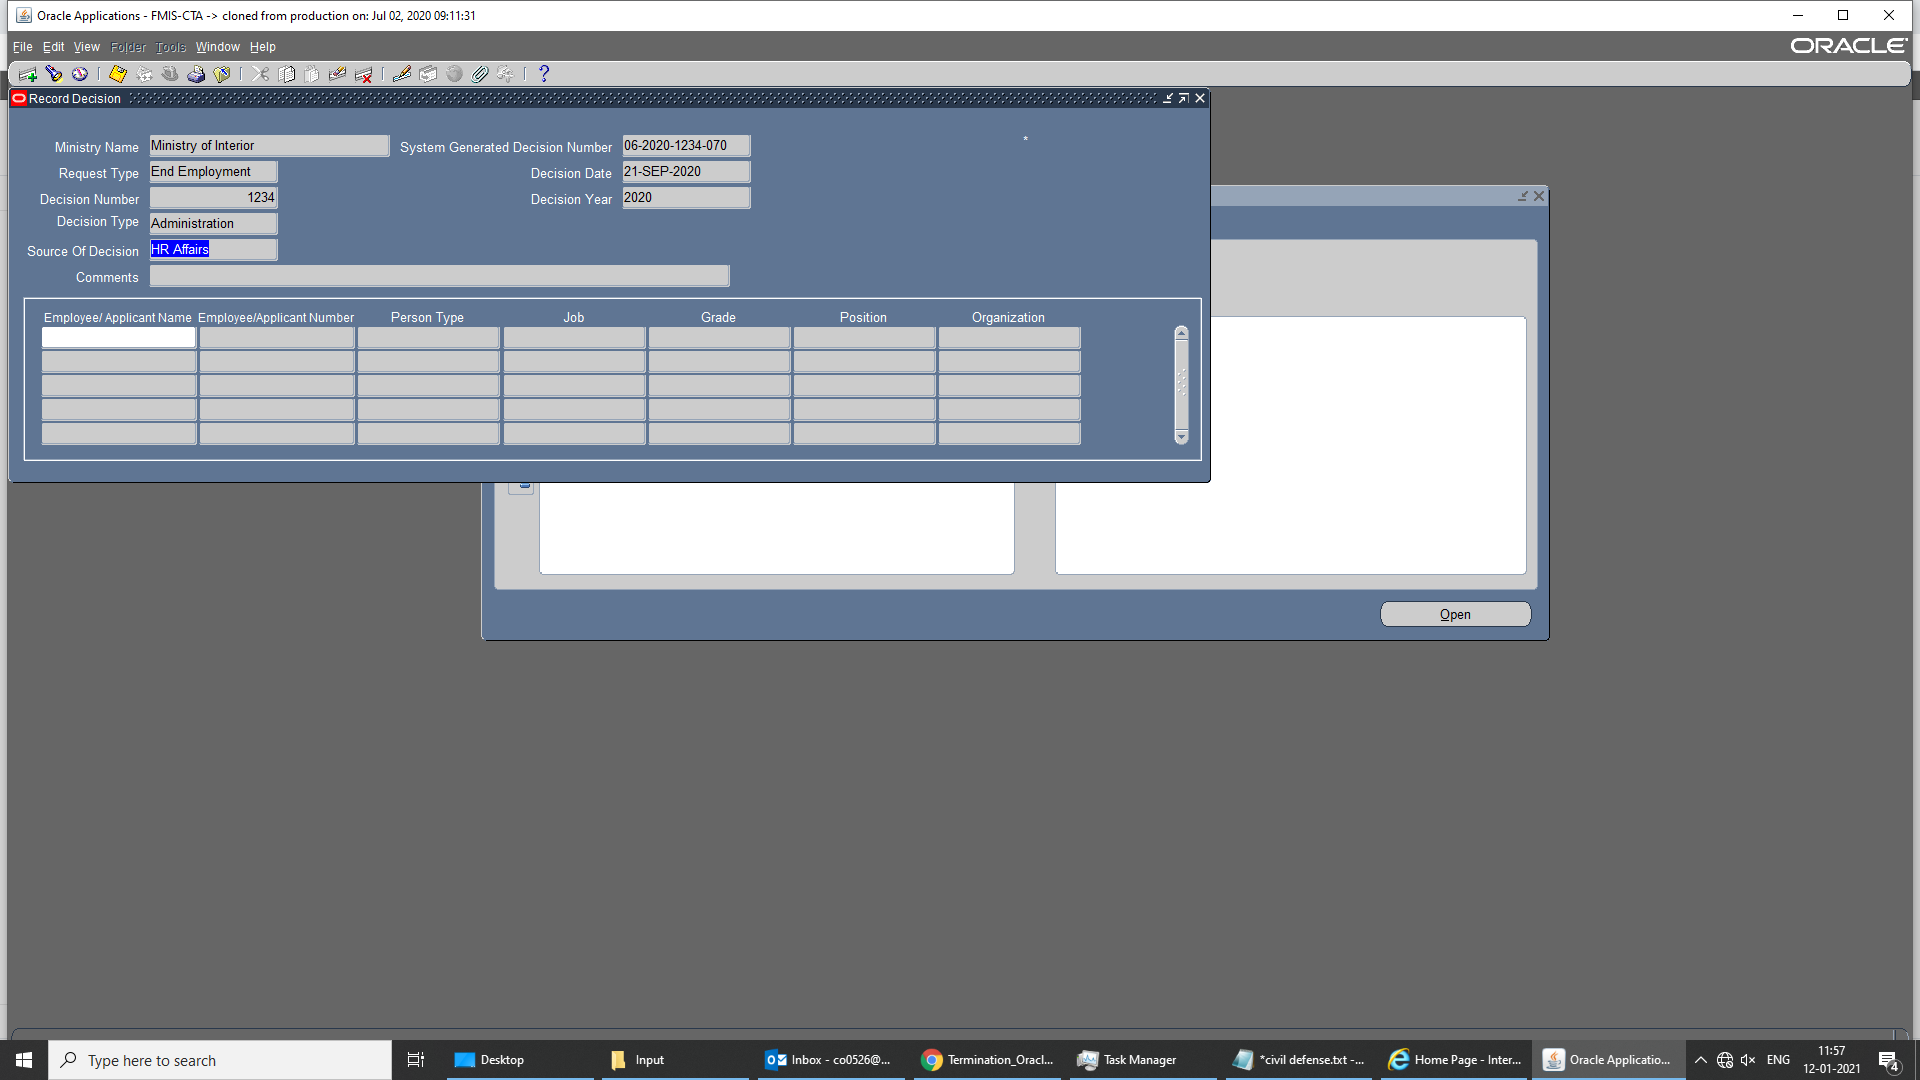 Oracle Applications - FMIS-CTA -> cloned from production on: Jul 02, 2020 09:11:31
File Edit View Folder Tools Window Help
ORACLE
Record Decision
Ministry Name Ministry of Interior System Generated Decision Number 06-2020-1234-070 *
Request Type End Employment Decision Date 21-SEP-2020
Decision Number 1234 Decision Year 2020
Decision Type Administration
Source Of Decision HR Affairs
Comments
Employee/ Applicant Name Employee/Applicant Number Person Type Job Grade Position Organization
Open
Type here to search Desktop Input Inbox - co0526@... Termination_Oracl... Task Manager *civil defense.txt -... Home Page - Inter... Oracle Applicatio... ENG
11:57
12-01-2021
4